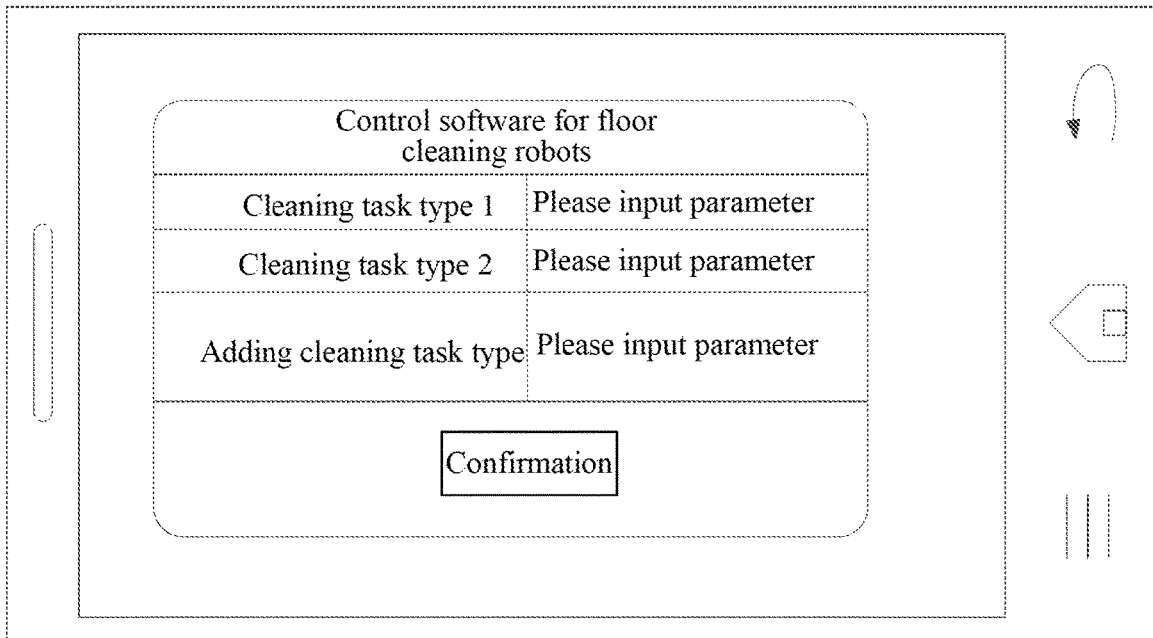 Control software for floor
cleaning robots
Cleaning task type 1
Please input parameter
Cleaning task type 2
Please input parameter
Adding cleaning task type
Please input parameter
Confirmation